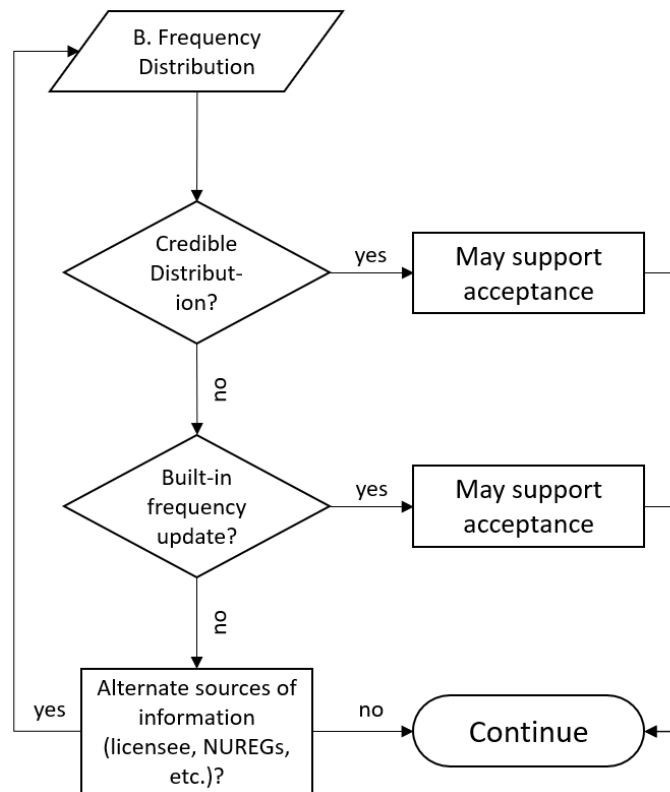 B. Frequency
Distribution
Credible
Distribut-
ion?
yes
May support
acceptance
no
Built-in
frequency
update?
yes
May support
acceptance
no
Alternate sources of
information
(licensee, NUREGs,
etc.)?
yes
no
Continue